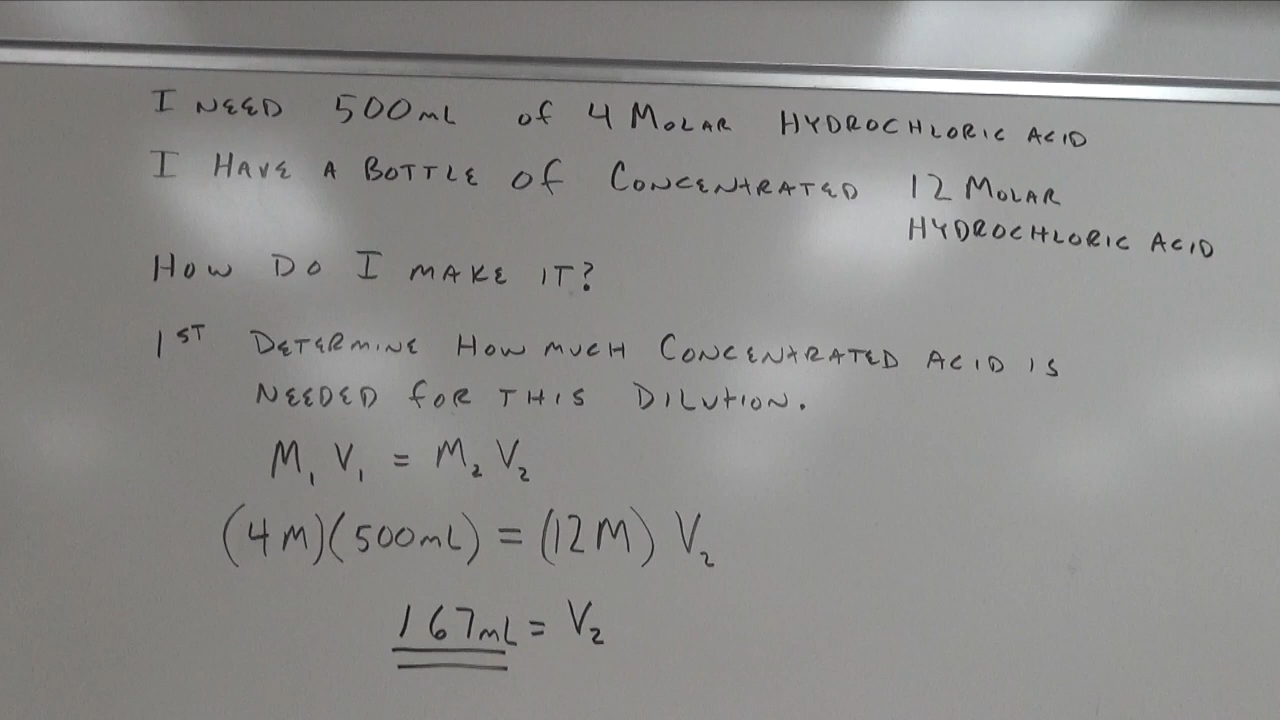 I NEED 500mL of 4 MOLAR HYDROCHLORIC ACID
I HAVE A BOTTLE Of CONCENTRATED 12 MOLAR
HYDROCHLORIC ACID
HOW DO I MAKE IT?
1ST DETERMINE HOW MUCH CONCENTRATED ACID IS
NEEDED fOR THIS DILUTION.
M₁ V₁ = M₂ V₂
(4M)(500mL) = (12M) V₂
167mL = V₂